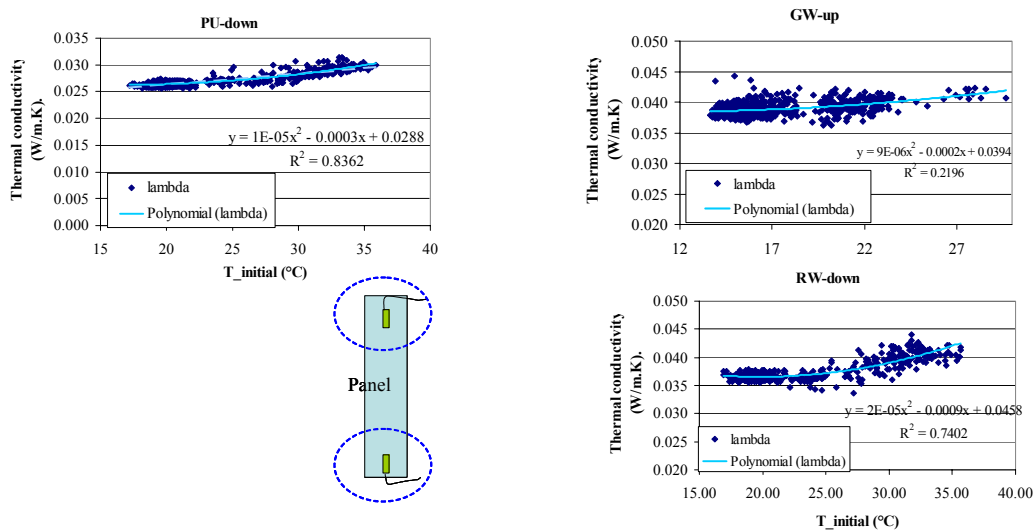 PU-down
Thermal conductivity
(W/m.K).
0.035
0.030
0.025
0.020
0.015
0.010
0.005
0.000
y = 1E-05x² - 0.0003x + 0.0288
R² = 0.8362
lambda
Polynomial (lambda)
15 20 25 30 35 40
T_initial (°C)
GW-up
Thermal conductivity
(W/m.K)
0.050
0.045
0.040
0.035
0.030
0.025
0.020
y = 9E-06x² - 0.0002x + 0.0394
R² = 0.2196
lambda
Polynomial (lambda)
12 17 22 27
T_initial (°C)
Panel
RW-down
Thermal conductivity
(W/m.K).
0.050
0.045
0.040
0.035
0.030
0.025
0.020
y = 2E-05x² - 0.0009x + 0.0458
R² = 0.7402
lambda
Polynomial (lambda)
15.00 20.00 25.00 30.00 35.00 40.00
T_initial (°C)